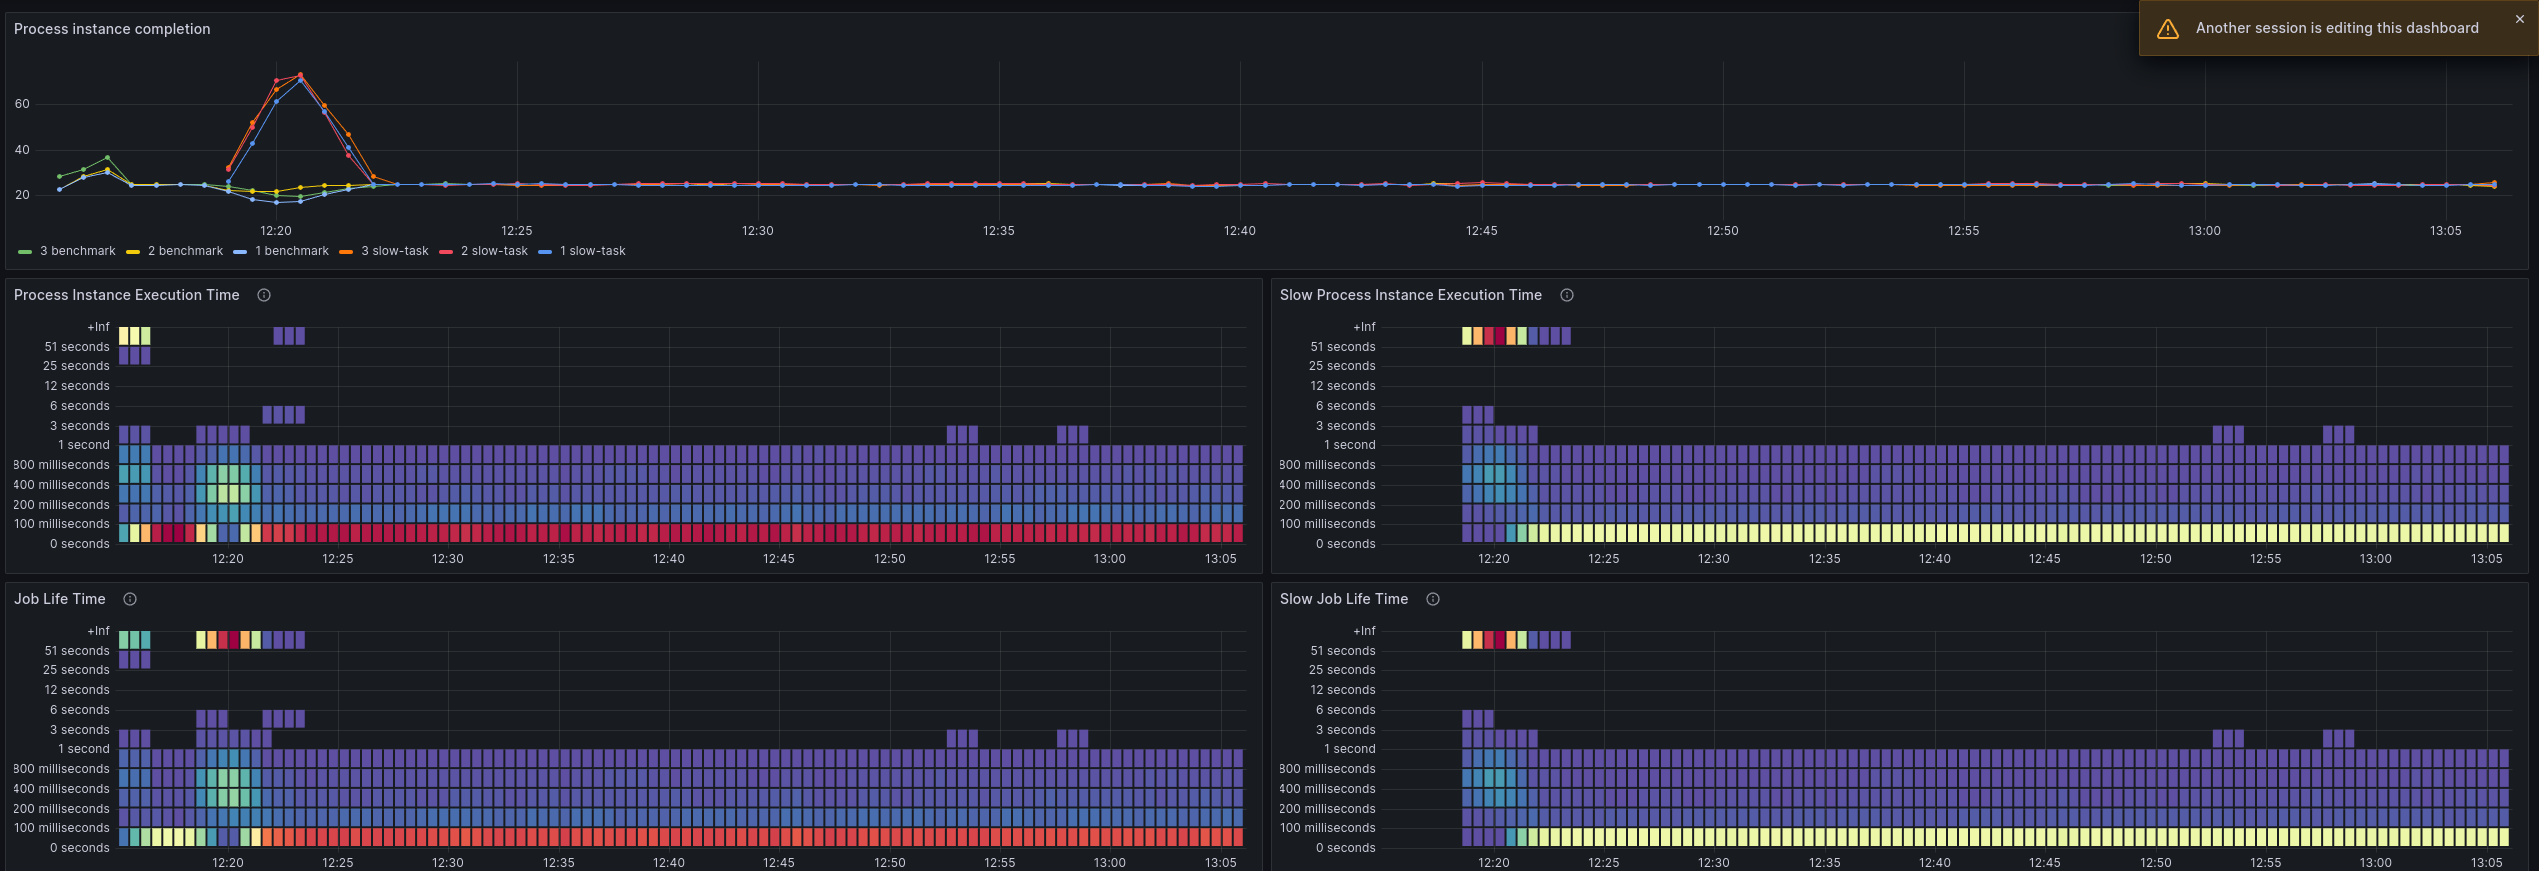 Process instance completion
Another session is editing this dashboard
60
40
20
12:20 12:25 12:30 12:35 12:40 12:45 12:50 12:55 13:00 13:05
3 benchmark 2 benchmark 1 benchmark 3 slow-task 2 slow-task 1 slow-task
Process Instance Execution Time
+Inf
51 seconds
25 seconds
12 seconds
6 seconds
3 seconds
1 second
800 milliseconds
400 milliseconds
200 milliseconds
100 milliseconds
0 seconds
12:20 12:25 12:30 12:35 12:40 12:45 12:50 12:55 13:00 13:05
Slow Process Instance Execution Time
+Inf
51 seconds
25 seconds
12 seconds
6 seconds
3 seconds
1 second
800 milliseconds
400 milliseconds
200 milliseconds
100 milliseconds
0 seconds
12:20 12:25 12:30 12:35 12:40 12:45 12:50 12:55 13:00 13:05
Job Life Time
+Inf
51 seconds
25 seconds
12 seconds
6 seconds
3 seconds
1 second
800 milliseconds
400 milliseconds
200 milliseconds
100 milliseconds
0 seconds
12:20 12:25 12:30 12:35 12:40 12:45 12:50 12:55 13:00 13:05
Slow Job Life Time
+Inf
51 seconds
25 seconds
12 seconds
6 seconds
3 seconds
1 second
800 milliseconds
400 milliseconds
200 milliseconds
100 milliseconds
0 seconds
12:20 12:25 12:30 12:35 12:40 12:45 12:50 12:55 13:00 13:05